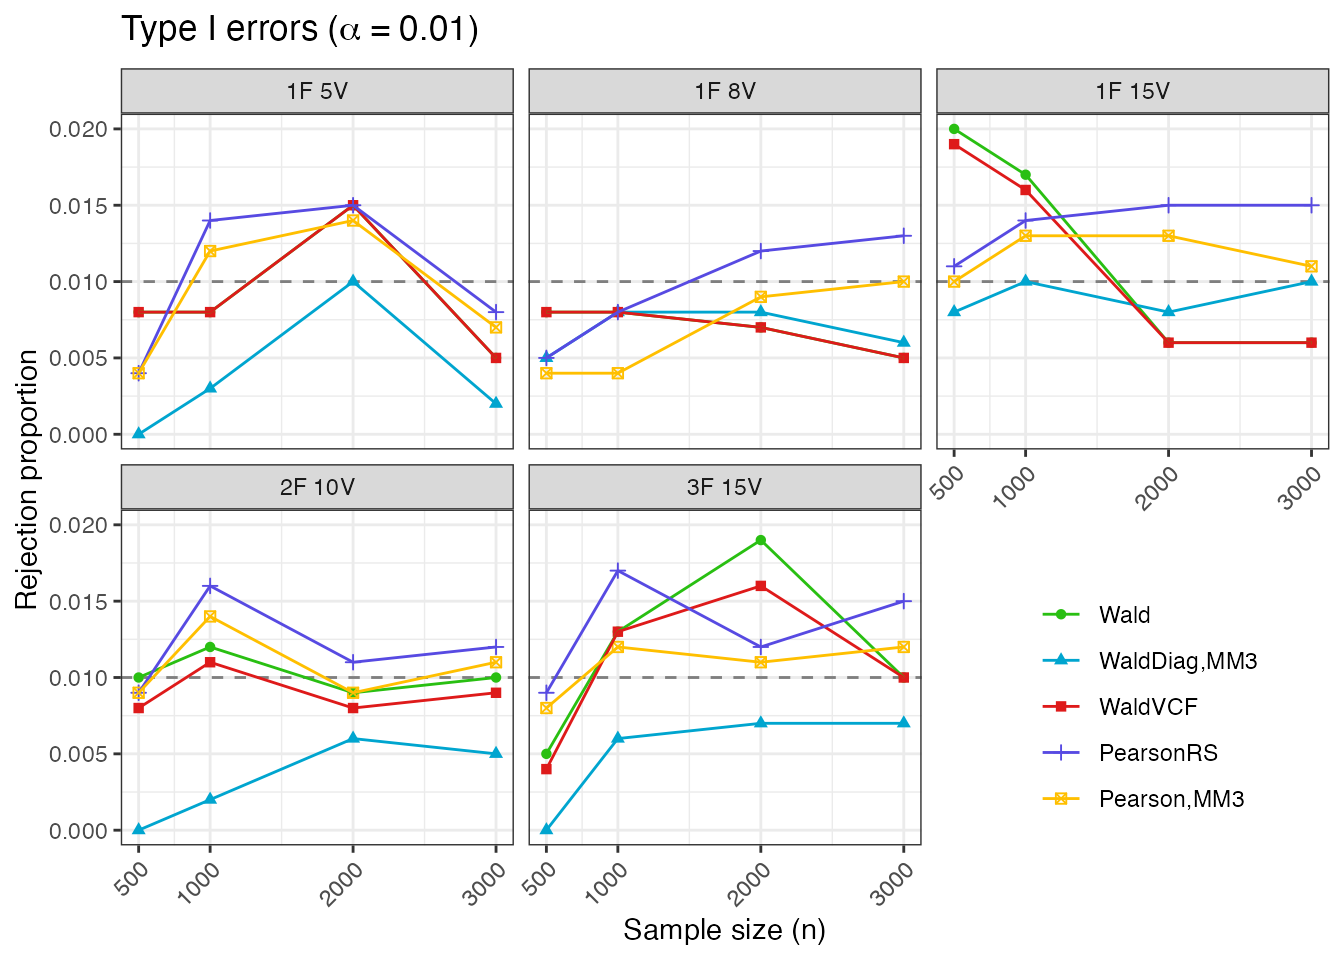 Type I errors (α = 0.01)
1F 5V
1F 8V
1F 15V
0.020
0.015
0.010
0.005
0.000
500
1000
2000
3000
Rejection proportion
2F 10V
3F 15V
0.020
0.015
0.010
0.005
0.000
500
1000
2000
3000
500
1000
2000
3000
Sample size (n)
Wald
WaldDiag,MM3
WaldVCF
PearsonRS
Pearson,MM3